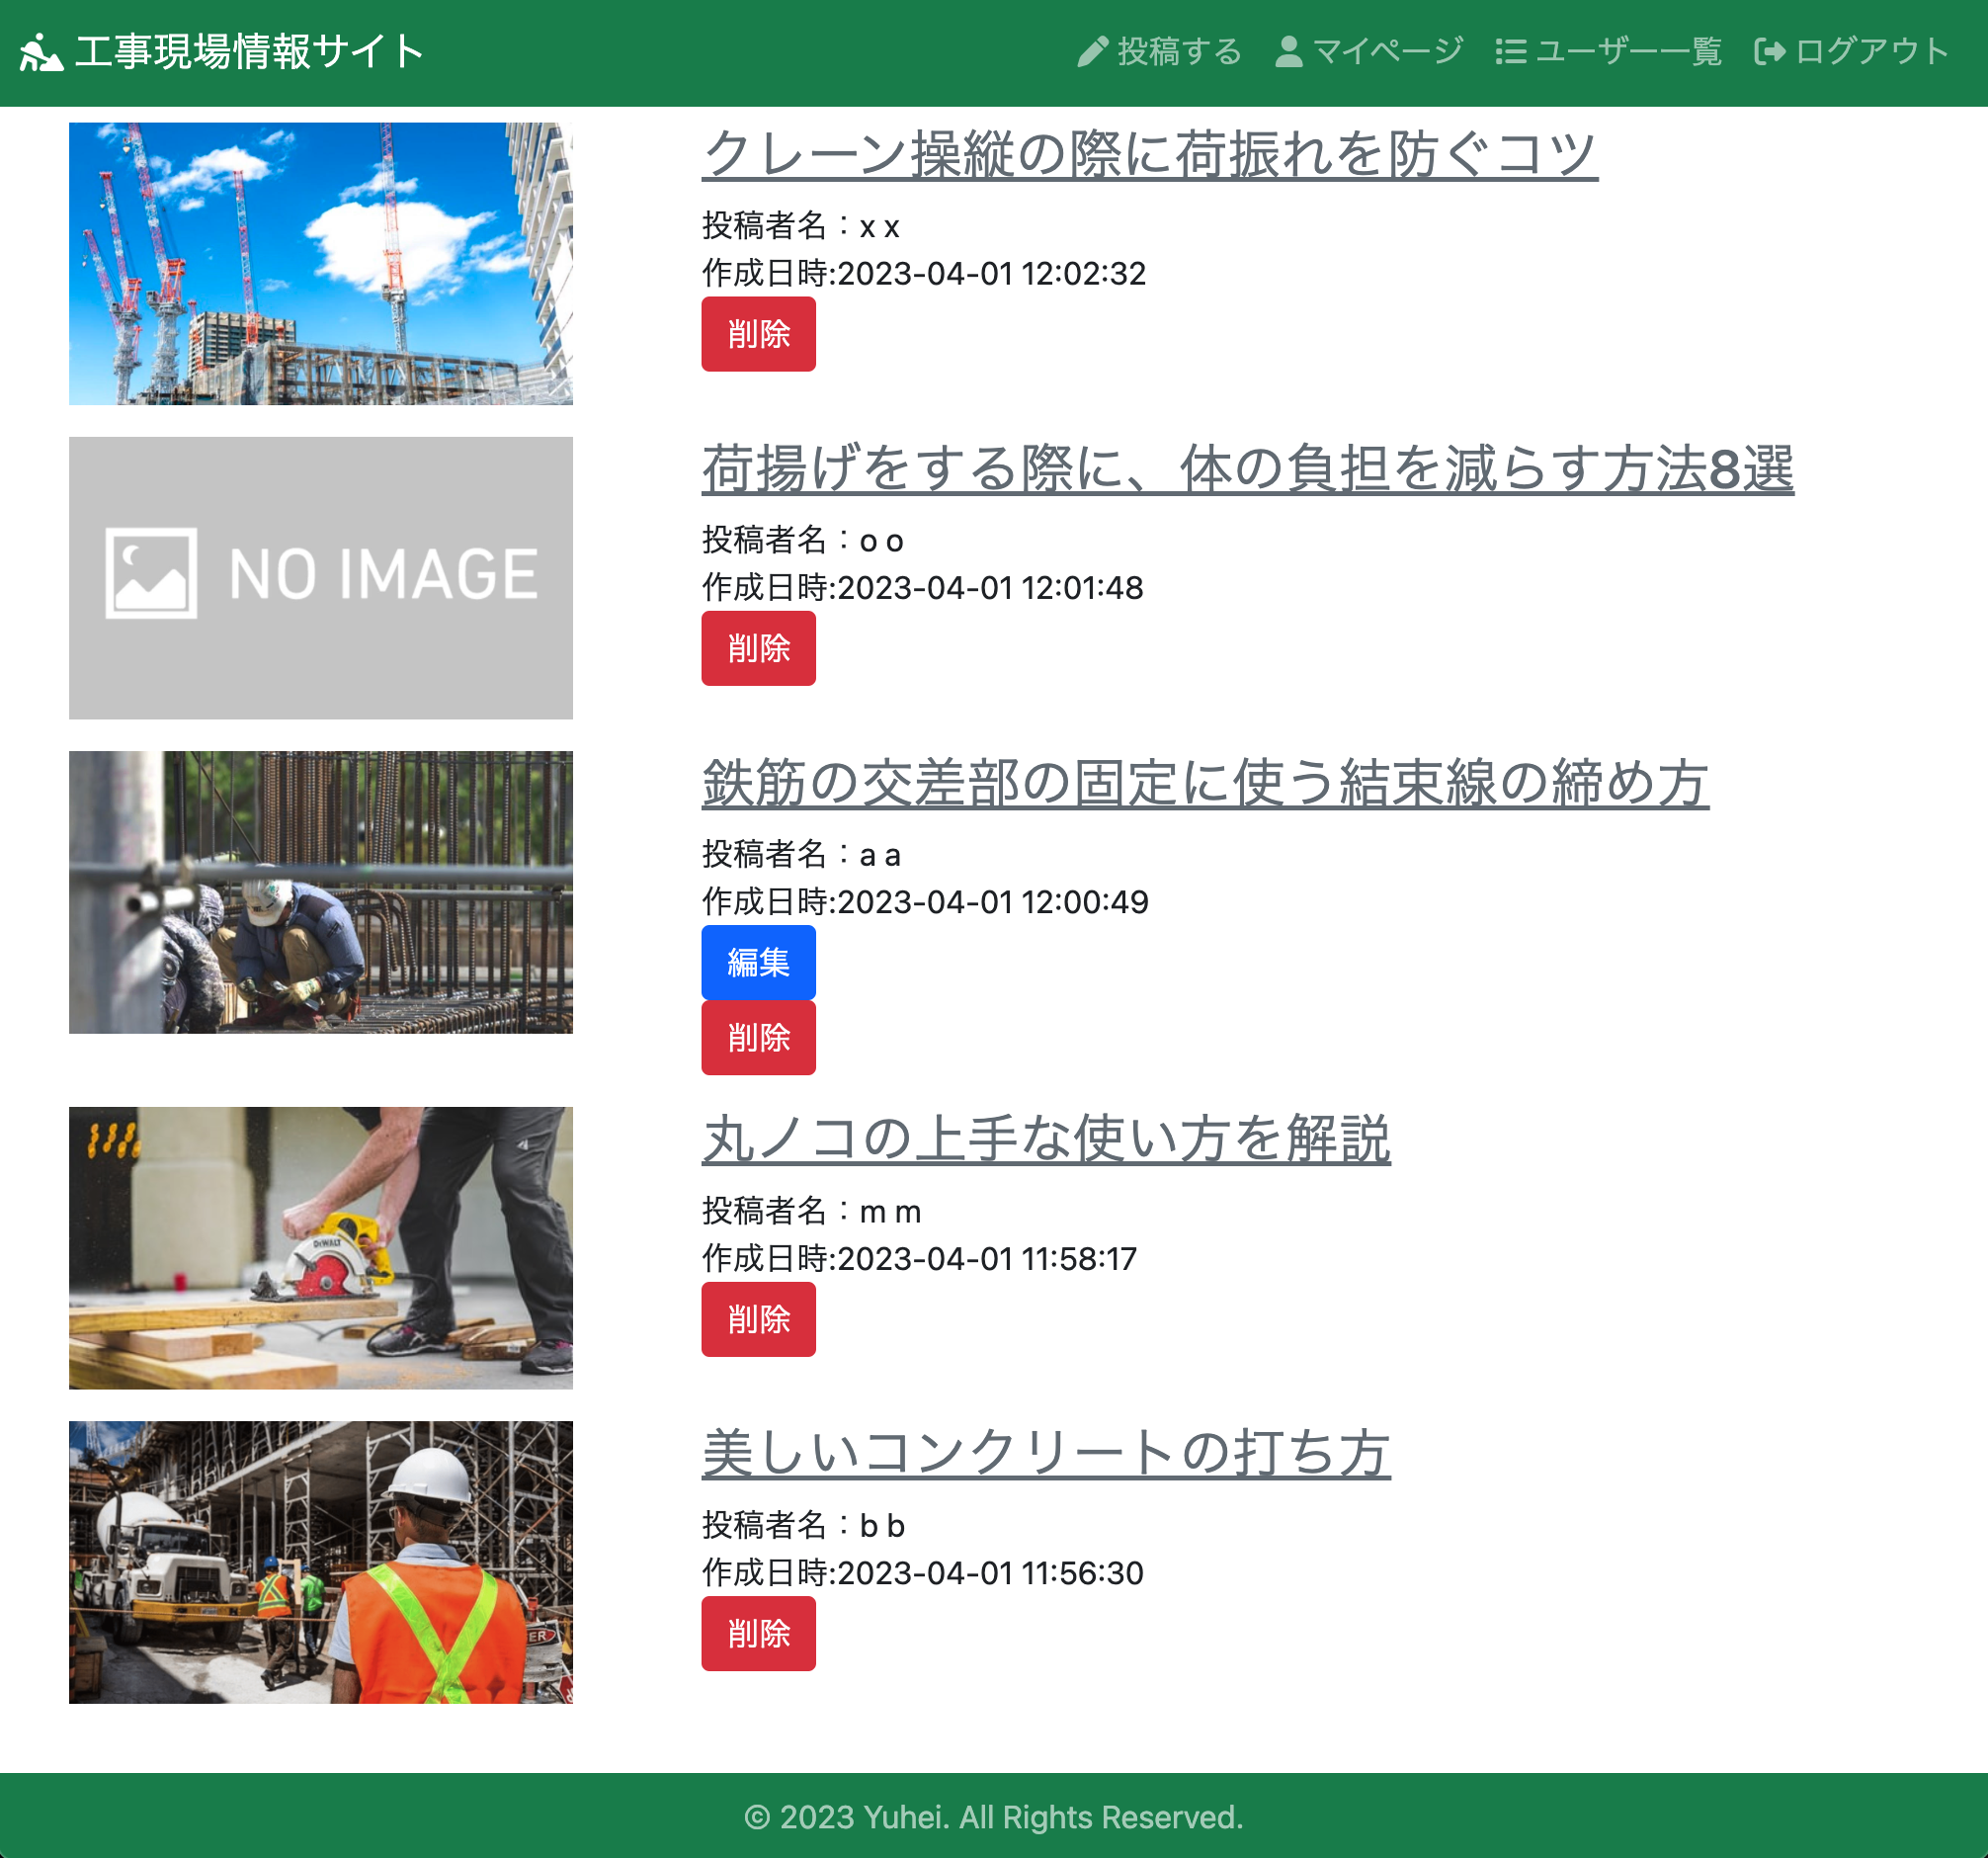 工事現場情報サイト
投稿する マイページ ユーザー一覧 ログアウト
クレーン操縦の際に荷振れを防ぐコツ
投稿者名：x x
作成日時:2023-04-01 12:02:32
削除
NO IMAGE
荷揚げをする際に、体の負担を減らす方法8選
投稿者名：o o
作成日時:2023-04-01 12:01:48
削除
鉄筋の交差部の固定に使う結束線の締め方
投稿者名：a a
作成日時:2023-04-01 12:00:49
編集
削除
DEWALT
丸ノコの上手な使い方を解説
投稿者名：m m
作成日時:2023-04-01 11:58:17
削除
美しいコンクリートの打ち方
投稿者名：b b
作成日時:2023-04-01 11:56:30
削除
© 2023 Yuhei. All Rights Reserved.